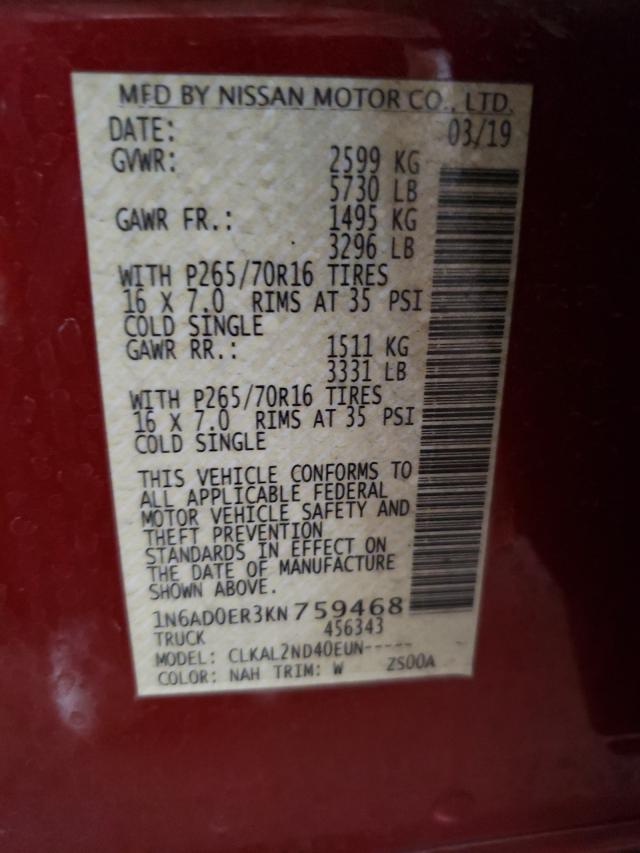 MFD BY NISSAN MOTOR CO., LTD.
DATE: 03/19
GVWR: 2599 KG
5730 LB
GAWR FR.: 1495 KG
3296 LB
WITH P265/70R16 TIRES
16 X 7.0 RIMS AT 35 PSI
COLD SINGLE
GAWR RR.: 1511 KG
3331 LB
WITH P265/70R16 TIRES
16 X 7.0 RIMS AT 35 PSI
COLD SINGLE
THIS VEHICLE CONFORMS TO
ALL APPLICABLE FEDERAL
MOTOR VEHICLE SAFETY AND
THEFT PREVENTION
STANDARDS IN EFFECT ON
THE DATE OF MANUFACTURE
SHOWN ABOVE.
1N6AD0ER3KN759468
TRUCK 456343
MODEL: CLKAL2ND40EUN-----
COLOR: NAH TRIM: W ZS00A